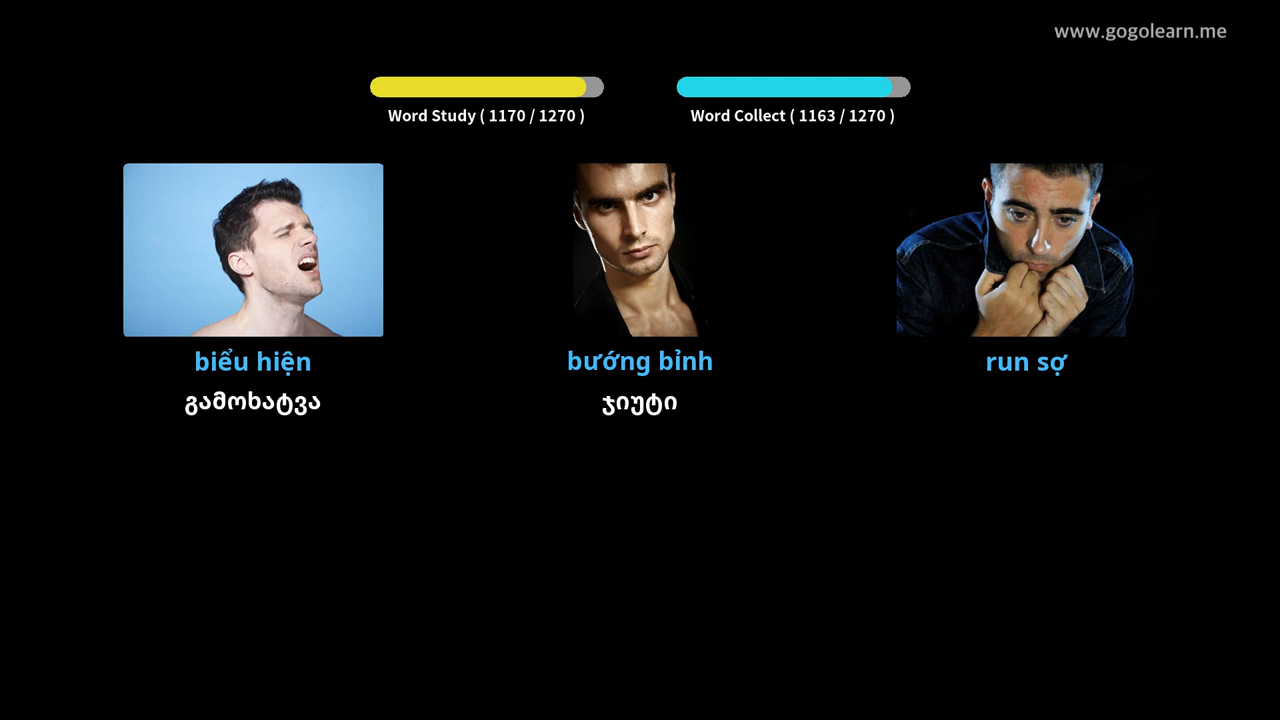 www.gogolearn.me
Word Study ( 1170 / 1270 )
Word Collect ( 1163 / 1270 )
biểu hiện
bướng bỉnh
run sợ
გამოხატვა
ჯიუტი